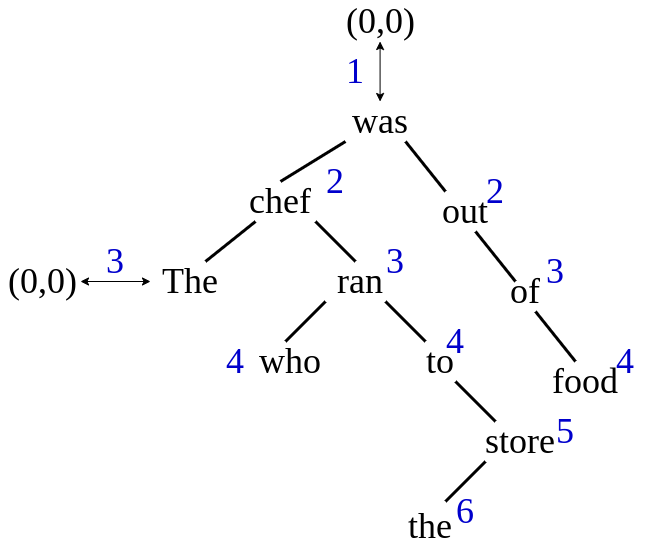 (0,0)
1
was
chef 2
out 2
(0,0) 3 The
ran 3
of 3
4 who
to 4
food 4
store 5
the 6